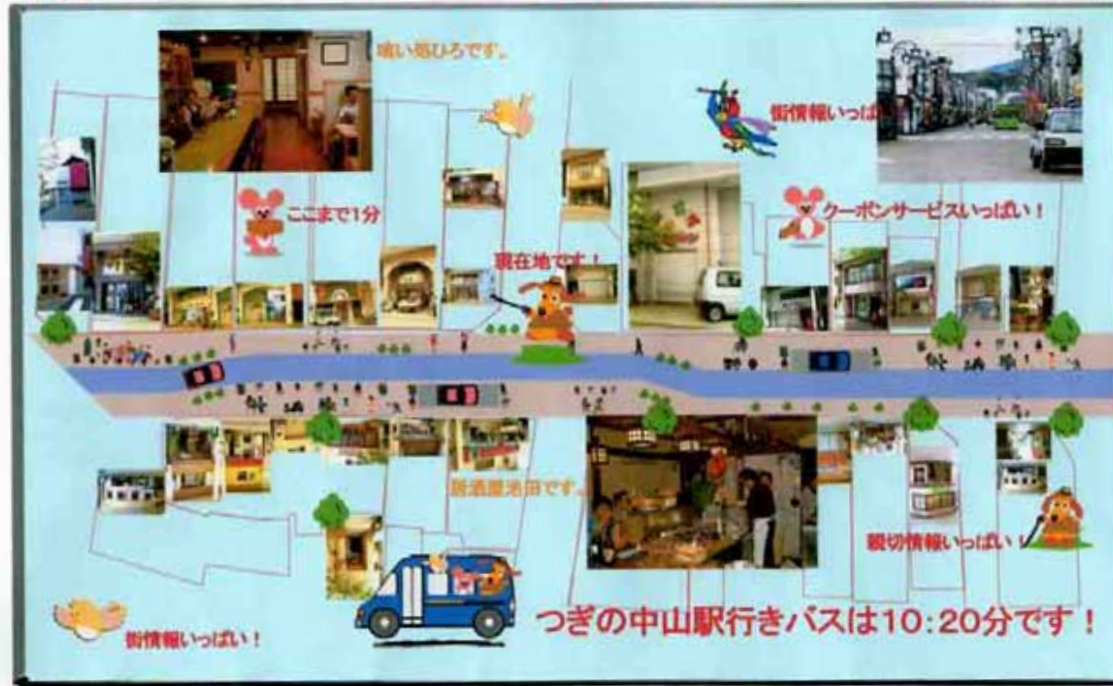 喰い処ひろです。
街情報いっぱ
ここまで1分
クーポンサービスいっぱい！
現在地です！
居酒屋池田です。
親切情報いっぱい！
つぎの中山駅行きバスは10:20分です！
街情報いっぱい！